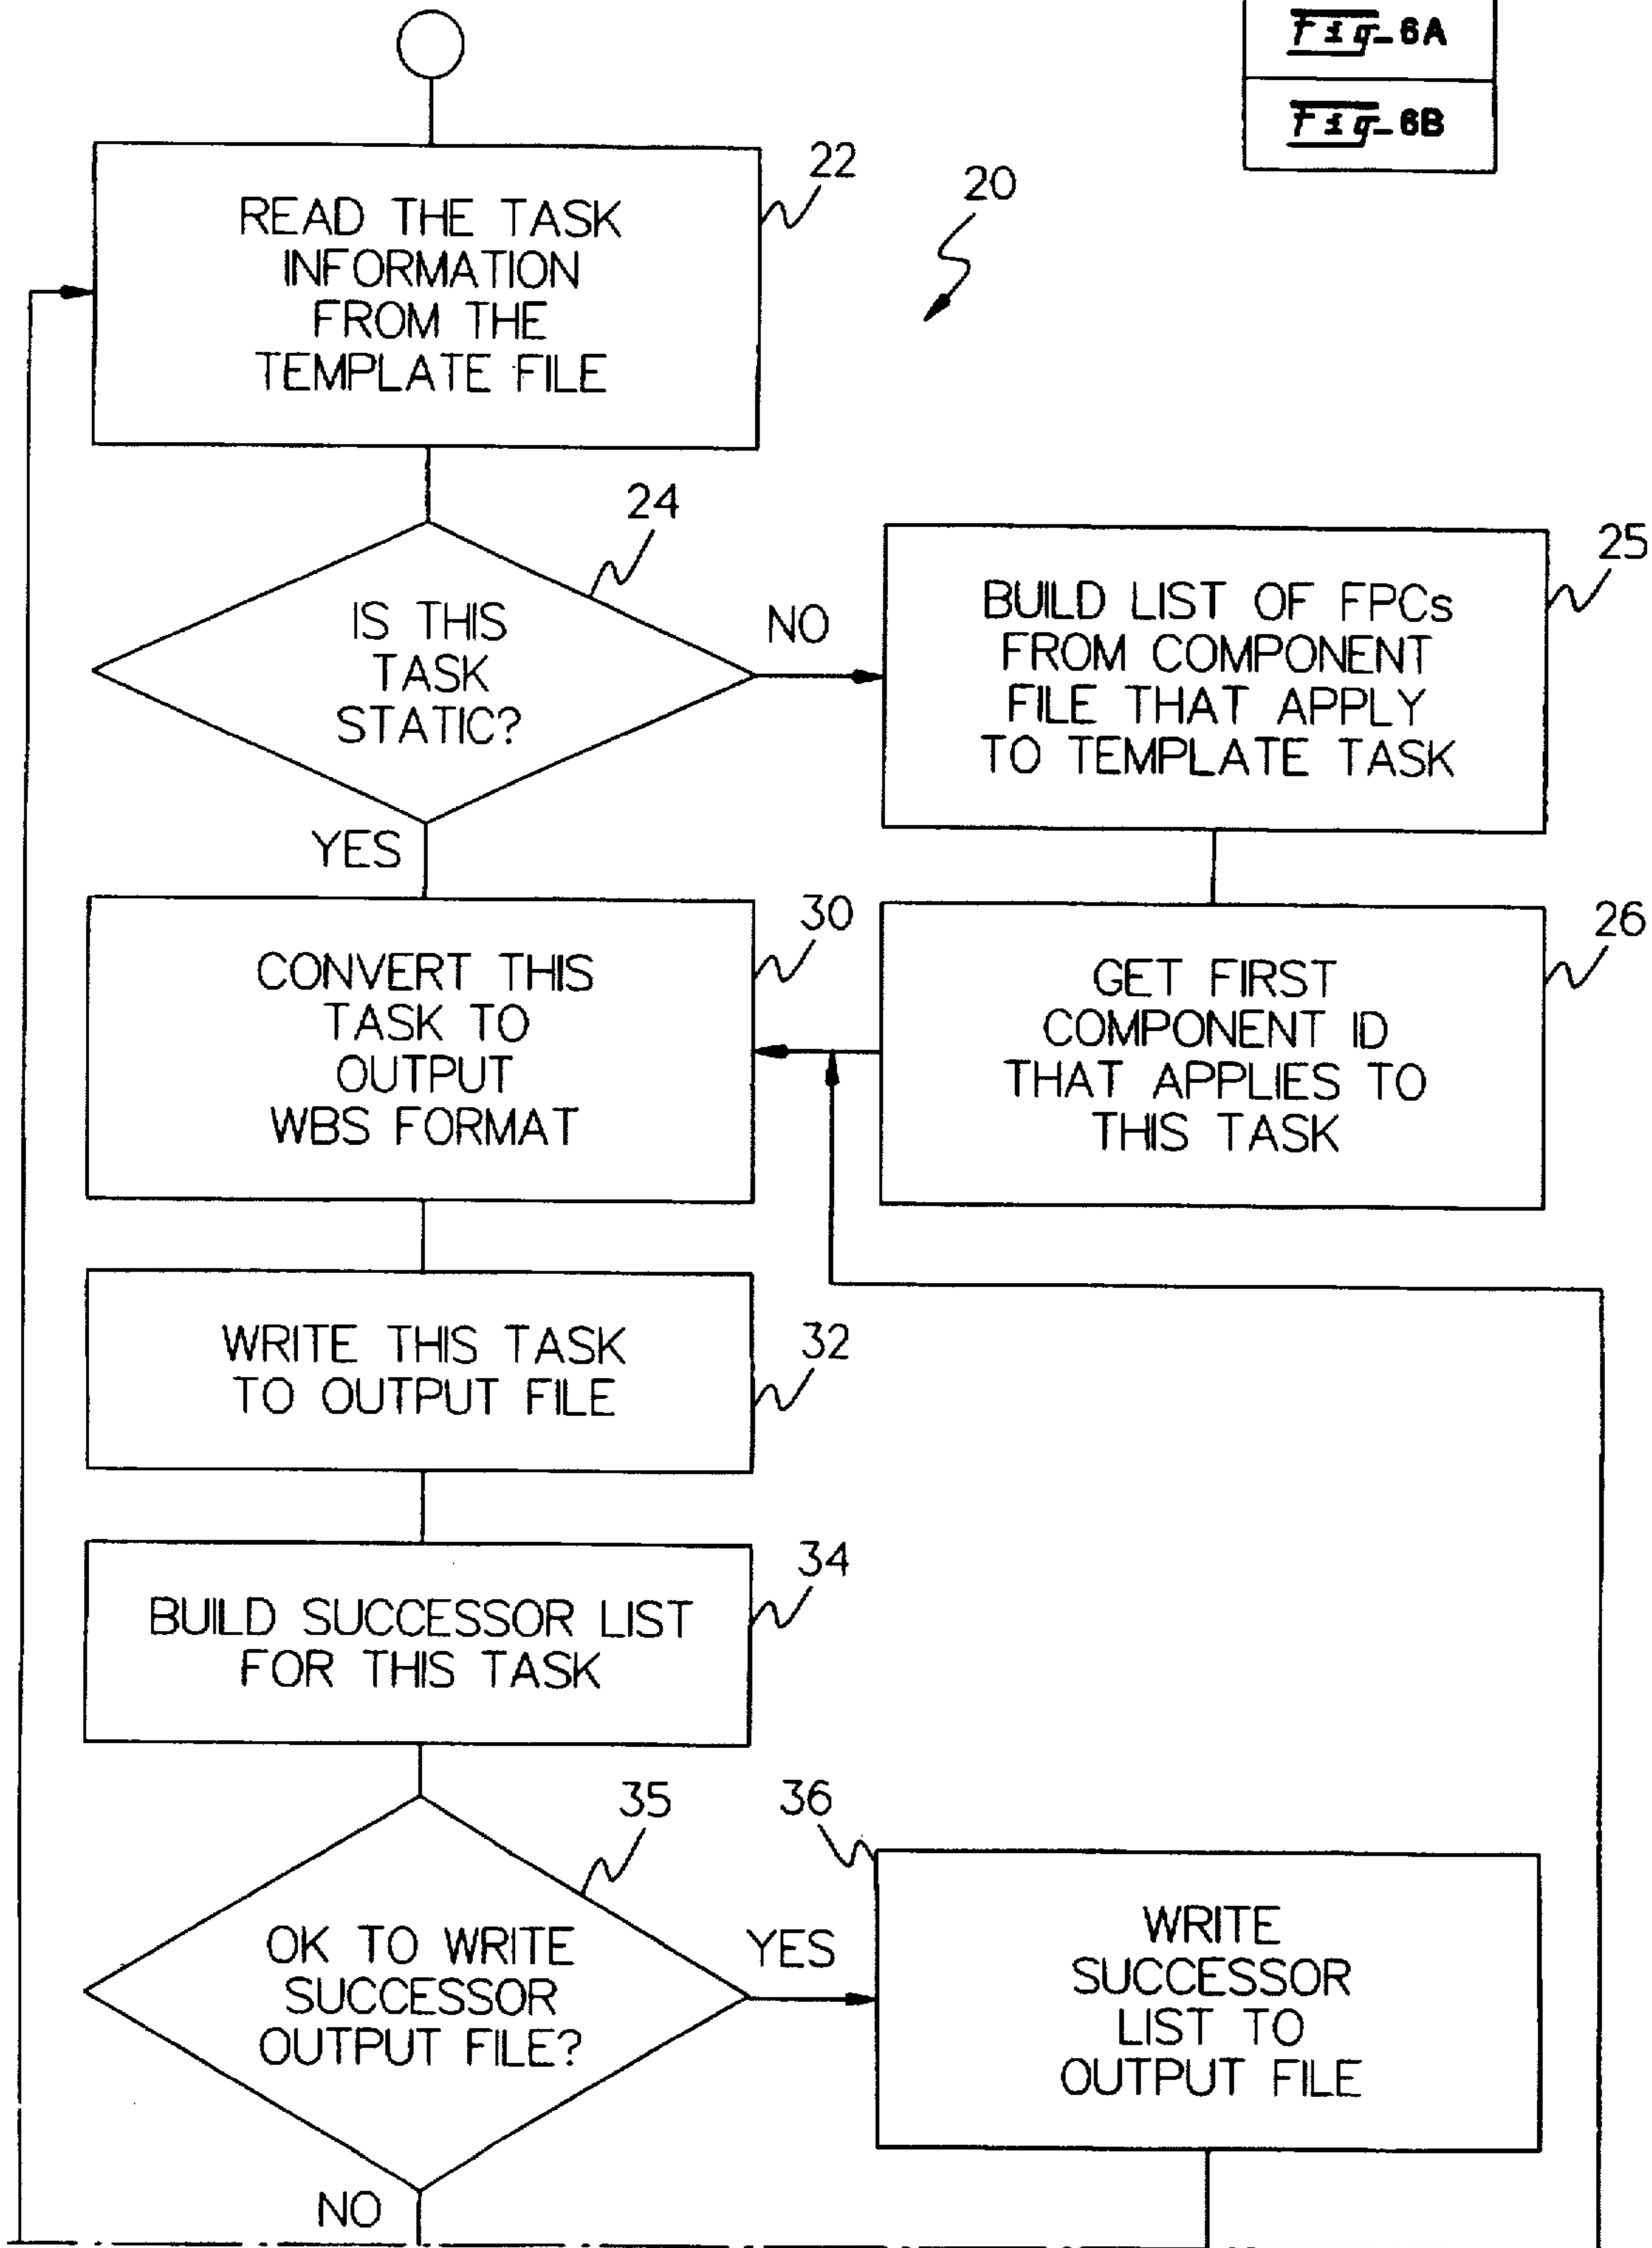 Fig-6A
Fig-6B
22
20
READ THE TASK
INFORMATION
FROM THE
TEMPLATE FILE
24
IS THIS
TASK
STATIC?
NO
25
BUILD LIST OF FPCs
FROM COMPONENT
FILE THAT APPLY
TO TEMPLATE TASK
YES
30
CONVERT THIS
TASK TO
OUTPUT
WBS FORMAT
26
GET FIRST
COMPONENT ID
THAT APPLIES TO
THIS TASK
32
WRITE THIS TASK
TO OUTPUT FILE
34
BUILD SUCCESSOR LIST
FOR THIS TASK
35
OK TO WRITE
SUCCESSOR
OUTPUT FILE?
YES
36
WRITE
SUCCESSOR
LIST TO
OUTPUT FILE
NO